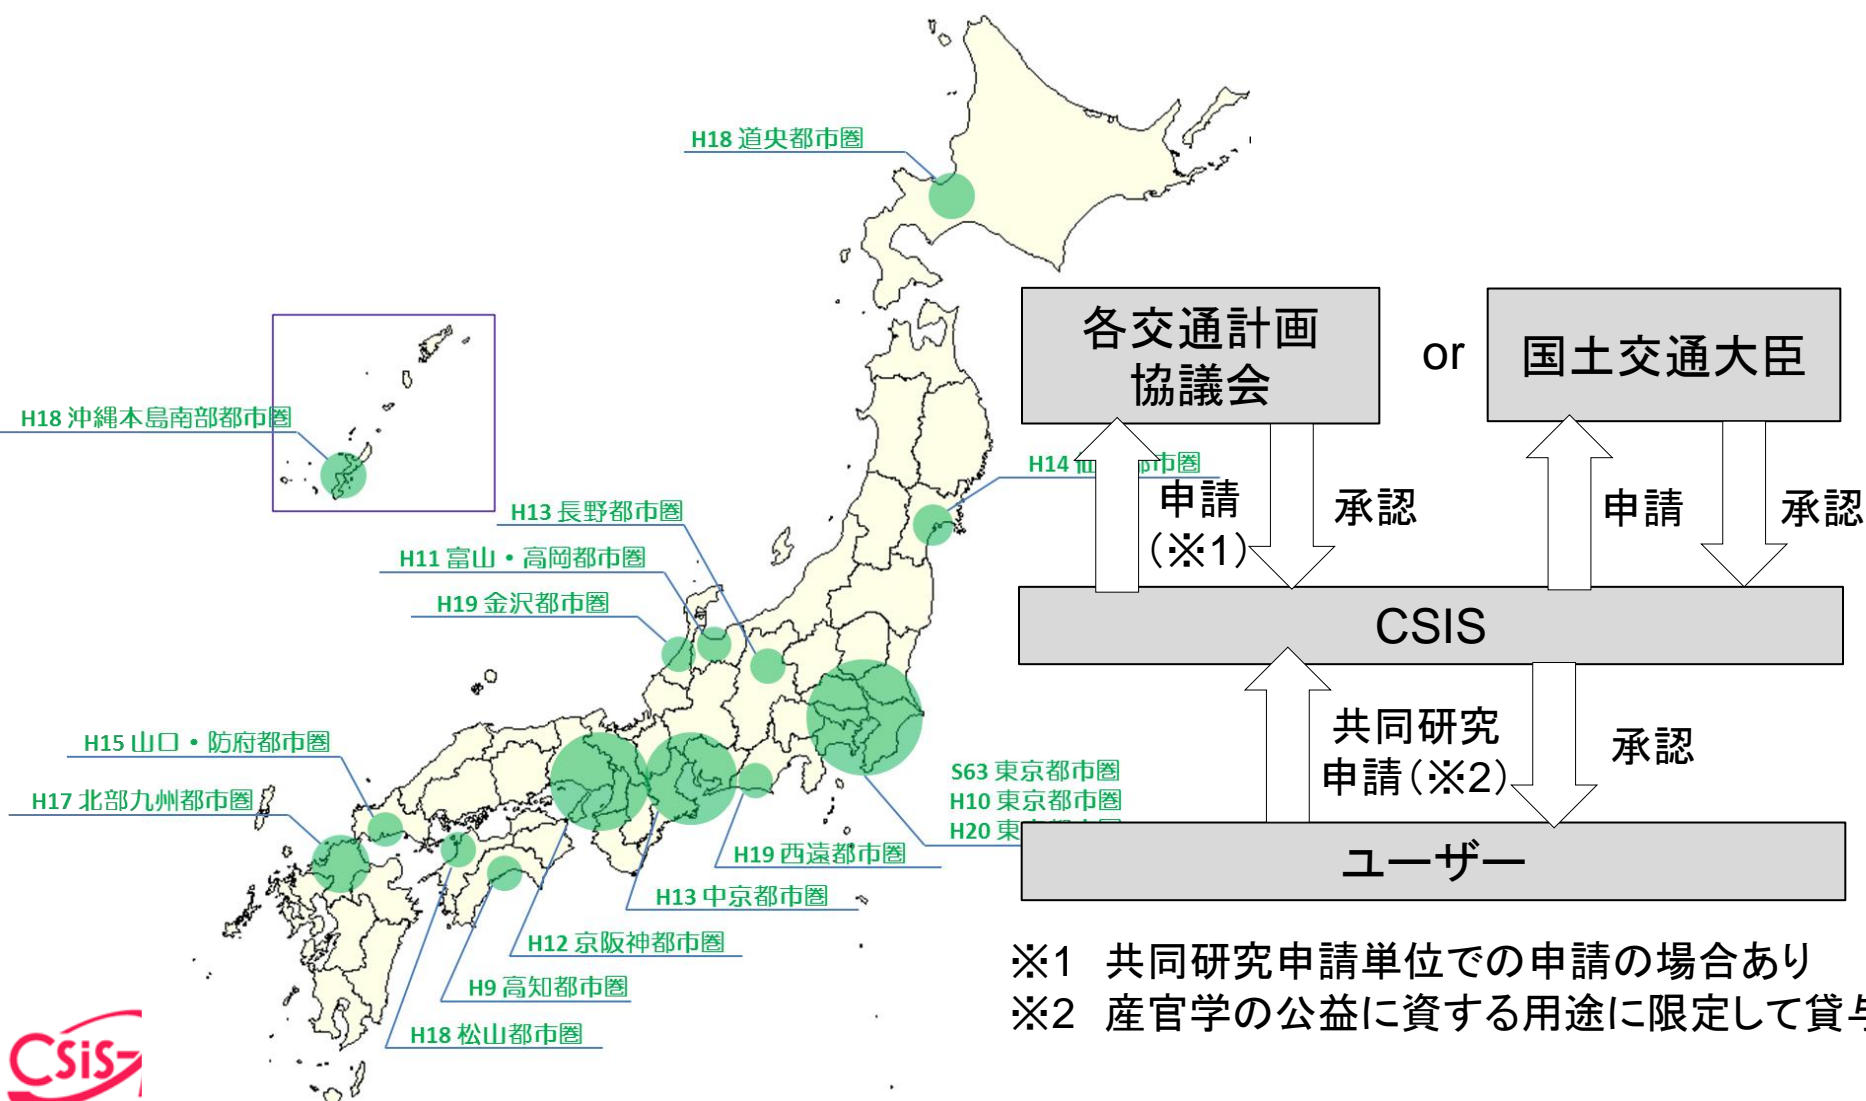 H18 道央都市圏
H18 沖縄本島南部都市圏
H14
都市圏
H13 長野都市圏
H11 富山・高岡都市圏
H19 金沢都市圏
H15 山口・防府都市圏
H17 北部九州都市圏
S63 東京都市圏
H10 東京都市圏
H20 東
H19 西遠都市圏
H13 中京都市圏
H12 京阪神都市圏
H9 高知都市圏
H18 松山都市圏
各交通計画
協議会
or
国土交通大臣
申請
(※1)
承認
申請
承認
CSIS
共同研究
申請(※2)
承認
ユーザー
※1 共同研究申請単位での申請の場合あり
※2 産官学の公益に資する用途に限定して貸与
CSiS